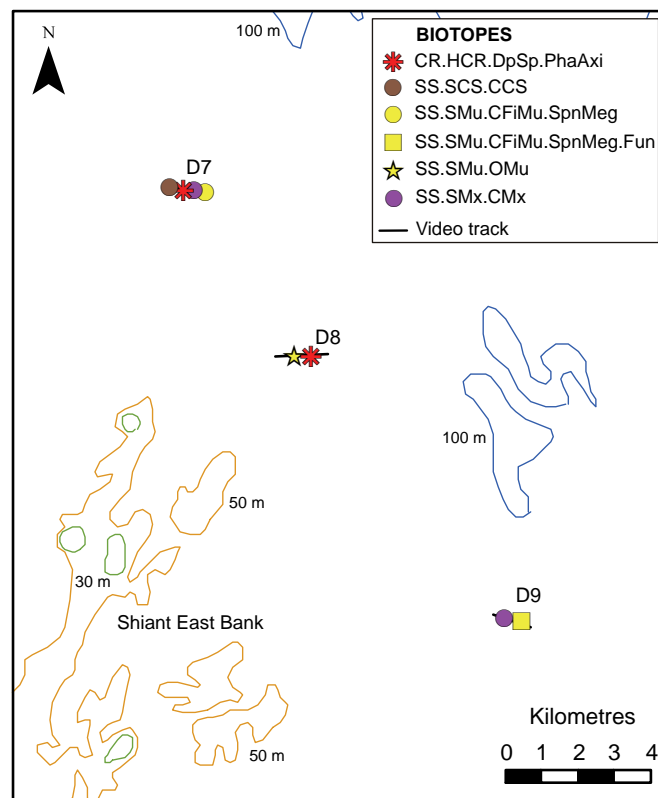 100 m
N
BIOTOPES
CR.HCR.DpSp.PhaAxi
SS.SCS.CCS
SS.SMu.CFiMu.SpnMeg
SS.SMu.CFiMu.SpnMeg.Fun
SS.SMu.OMu
SS.SMx.CMx
Video track
D7
D8
100 m
50 m
30 m
D9
Shiant East Bank
50 m
Kilometres
0 1 2 3 4